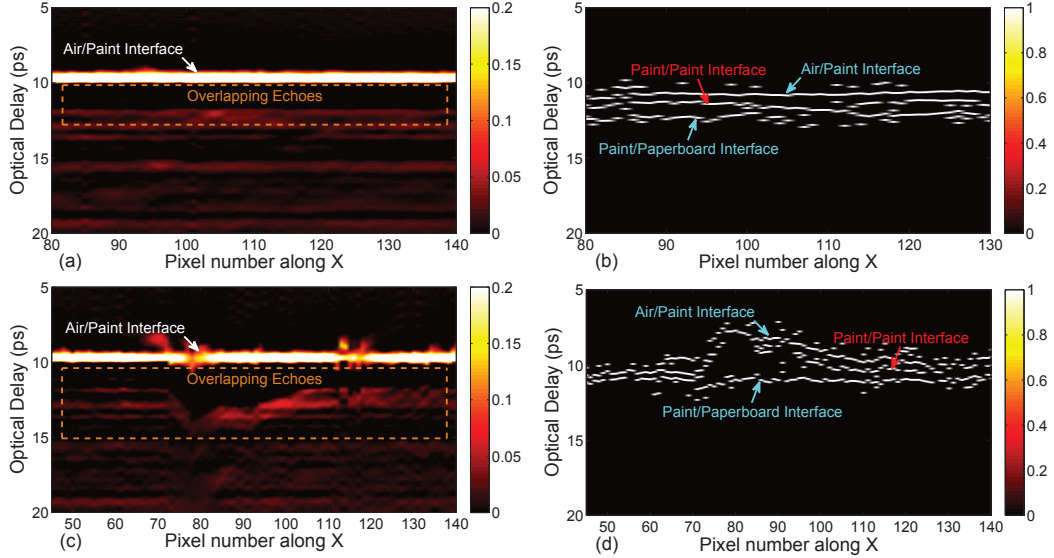 5
10
15
20
Optical Delay (ps)
Air/Paint Interface
Overlapping Echoes
80 90 100 110 120 130 140
Pixel number along X
(a)
0.2
0.15
0.1
0.05
0
5
10
15
20
Optical Delay (ps)
Paint/Paint Interface
Air/Paint Interface
Paint/Paperboard Interface
80 90 100 110 120 130
Pixel number along X
(b)
1
0.8
0.6
0.4
0.2
0
5
10
15
20
Optical Delay (ps)
Air/Paint Interface
Overlapping Echoes
50 60 70 80 90 100 110 120 130 140
Pixel number along X
(c)
0.2
0.15
0.1
0.05
0
5
10
15
20
Optical Delay (ps)
Air/Paint Interface
Paint/Paint Interface
Paint/Paperboard Interface
50 60 70 80 90 100 110 120 130 140
Pixel number along X
(d)
1
0.8
0.6
0.4
0.2
0